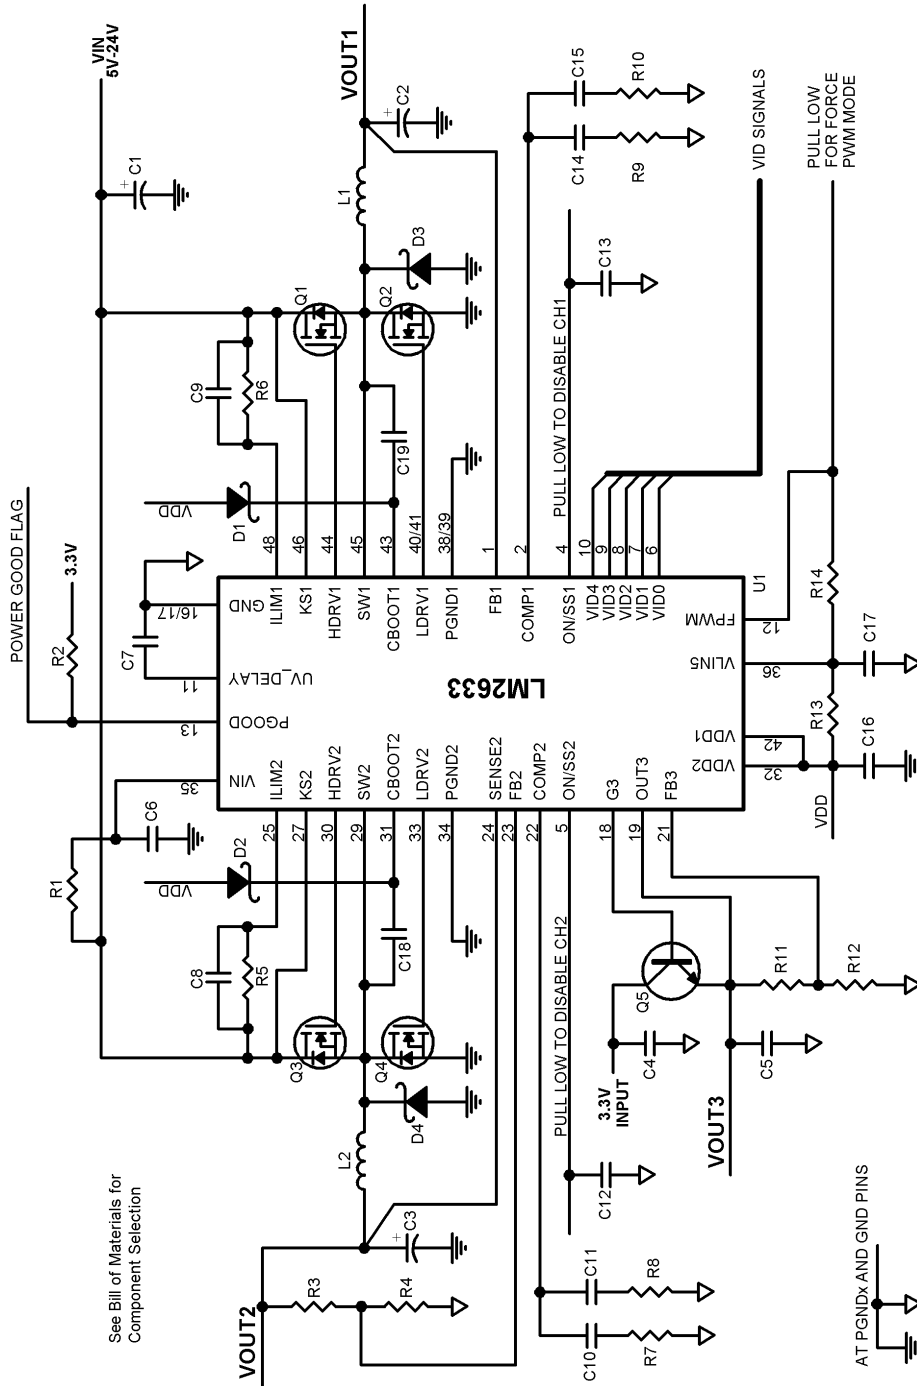 VIN
5V-24V
C1
VOUT1
C2
L1
D3
Q1
Q2
C9
R6
C19
VDD
D1
C15
R10
C14
R9
PULL LOW TO DISABLE CH1
C13
VID SIGNALS
PULL LOW
FOR FORCE
PWM MODE
POWER GOOD FLAG
3.3V
R2
C7
16/17
GND
11
UV_DELAY
13
PGOOD
35
VIN
48
ILIM1
46
KS1
44
HDRV1
45
SW1
43
CBOOT1
40/41
LDRV1
38/39
PGND1
1
FB1
2
COMP1
4
ON/SS1
10
VID4
9
VID3
8
VID2
7
VID1
6
VID0
U1
LM2633
FPWM
12
VLIN5
36
VDD1
42
VDD2
32
R14
C17
R13
C16
VDD
ILIM2
25
KS2
27
HDRV2
30
SW2
29
CBOOT2
31
LDRV2
33
PGND2
34
SENSE2
24
FB2
23
COMP2
22
ON/SS2
5
G3
18
OUT3
19
FB3
21
R1
C6
D2
VDD
C8
R5
C18
Q3
Q4
D4
L2
C3
VOUT2
R3
R4
PULL LOW TO DISABLE CH2
C12
C11
R8
C10
R7
Q5
3.3V
INPUT
C4
VOUT3
C5
R11
R12
See Bill of Materials for
Component Selection
AT PGNDx AND GND PINS